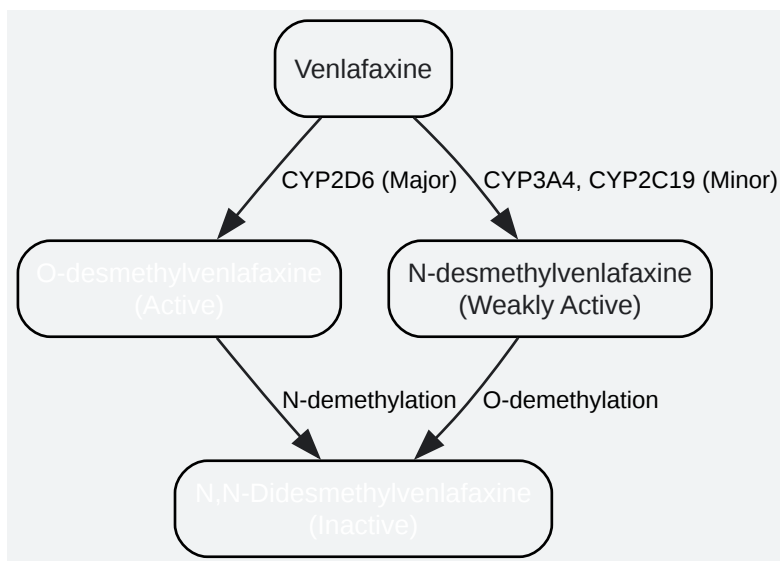 Venlafaxine
CYP2D6 (Major)
CYP3A4, CYP2C19 (Minor)
O-desmethylvenlafaxine
(Active)
N-desmethylvenlafaxine
(Weakly Active)
N-demethylation
O-demethylation
N,N-Didesmethylvenlafaxine
(Inactive)